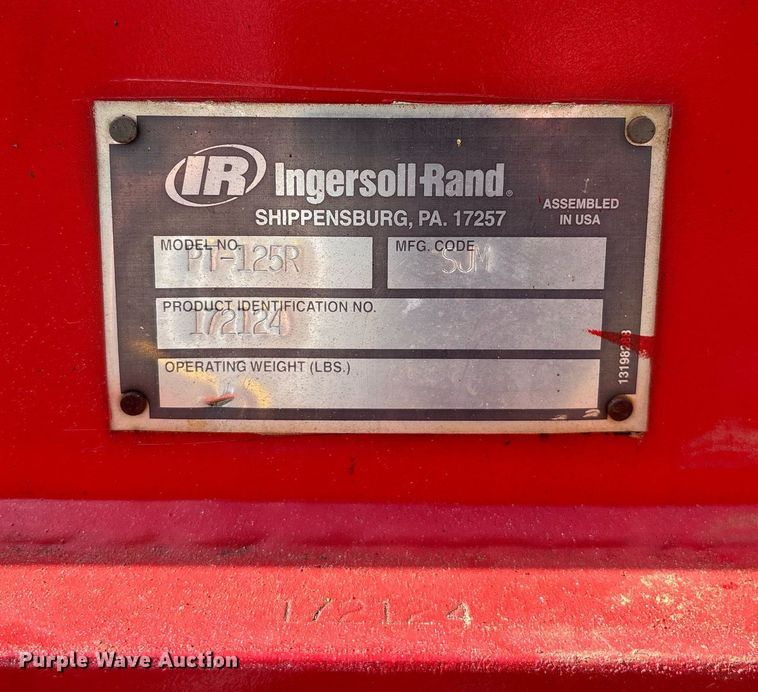 IR Ingersoll-Rand®
SHIPPENSBURG, PA. 17257
ASSEMBLED
IN USA
MODEL NO.
PT-125R
MFG. CODE
SJM
PRODUCT IDENTIFICATION NO.
172124
OPERATING WEIGHT (LBS.)
172124
Purple Wave Auction